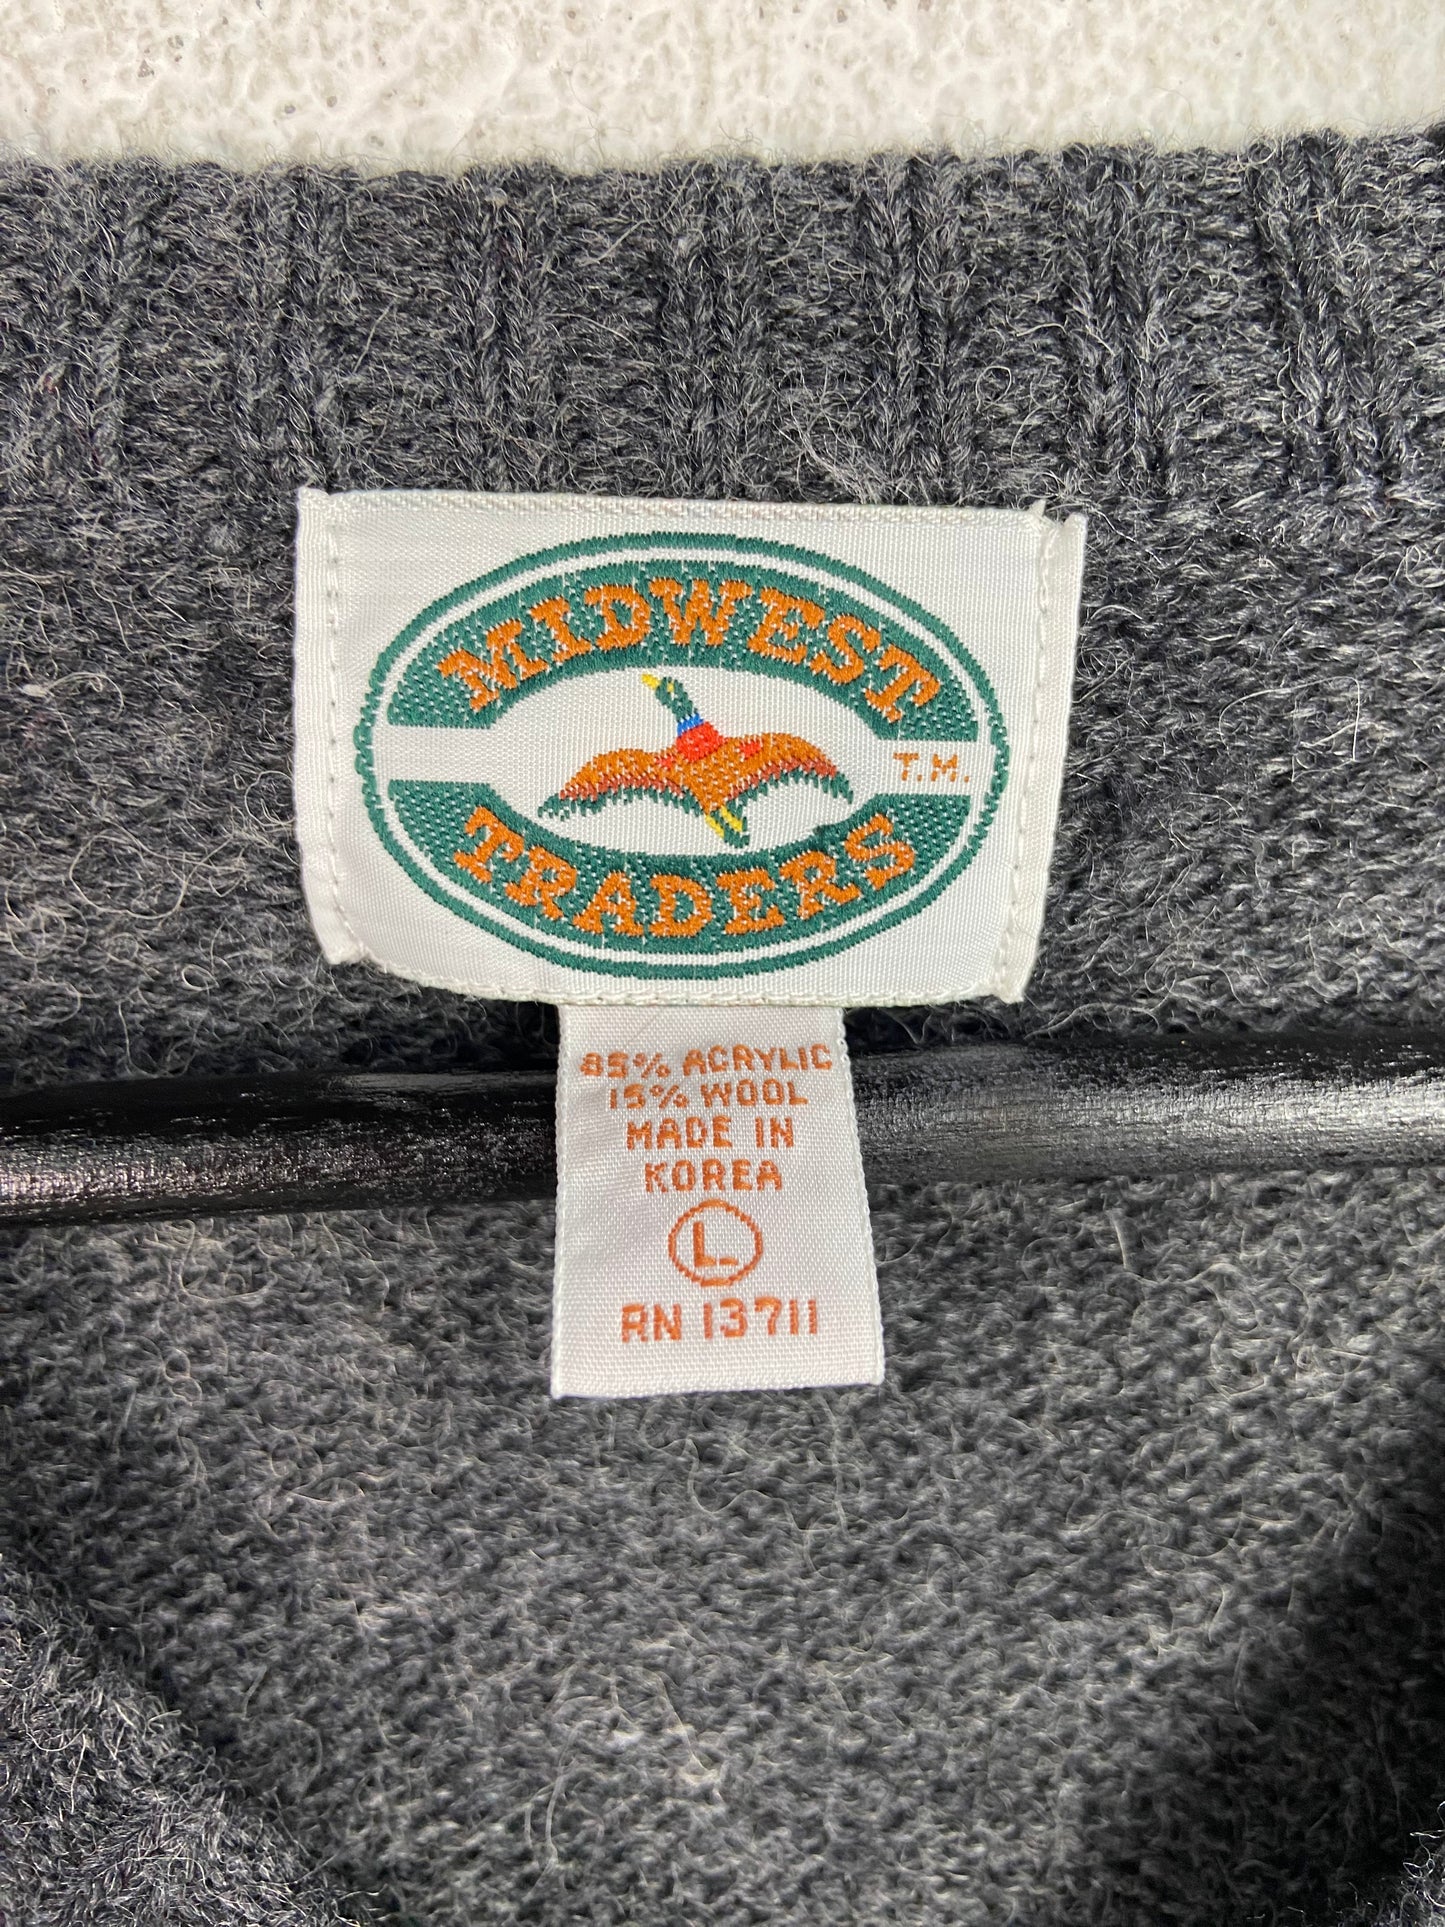 MIDWEST
T.M.
TRADERS
85% ACRYLIC
15% WOOL
MADE IN
KOREA
L.
RN 13711